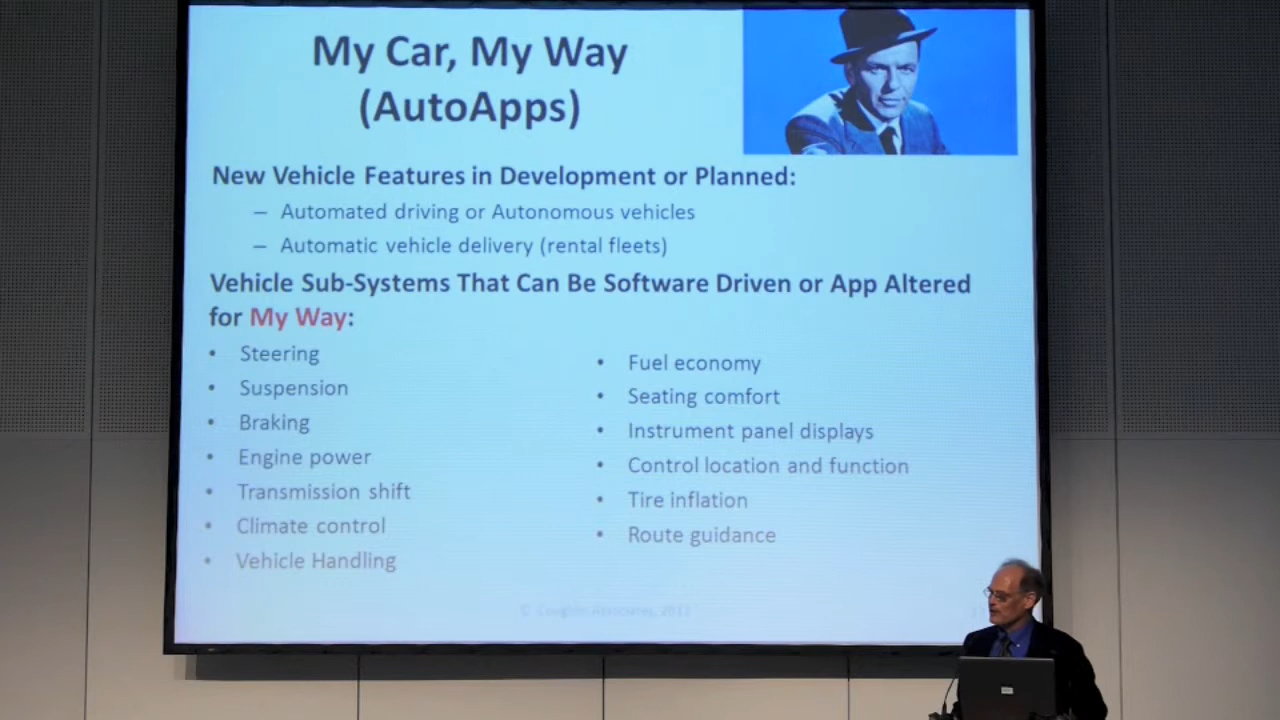 My Car, My Way
(AutoApps)
New Vehicle Features in Development or Planned:
– Automated driving or Autonomous vehicles
– Automatic vehicle delivery (rental fleets)
Vehicle Sub-Systems That Can Be Software Driven or App Altered
for My Way:
• Steering
• Suspension
• Braking
• Engine power
• Transmission shift
• Climate control
• Vehicle Handling
• Fuel economy
• Seating comfort
• Instrument panel displays
• Control location and function
• Tire inflation
• Route guidance
© Associates,